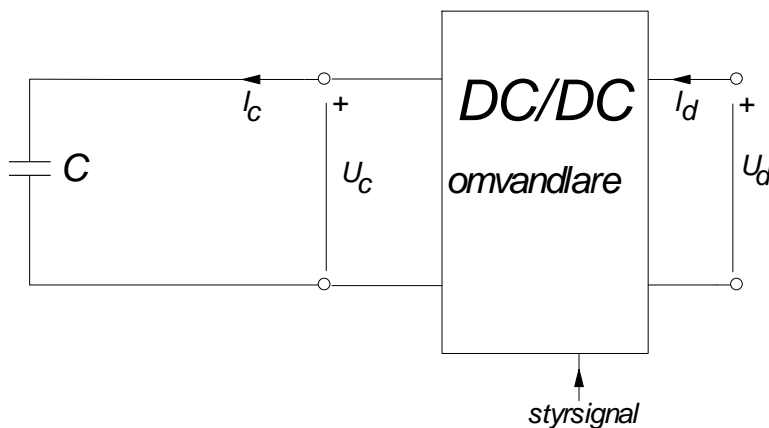 DC/DC
omvandlare
I_c
+
U_c
C
I_d
+
U_d
styrsignal